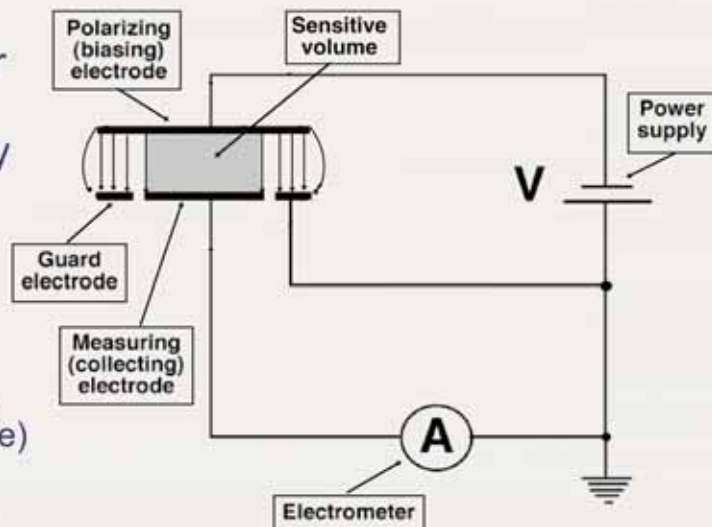 Polarizing
(biasing)
electrode
Sensitive
volume
Power
supply
V
Guard
electrode
Measuring
(collecting)
electrode
e)
A
Electrometer